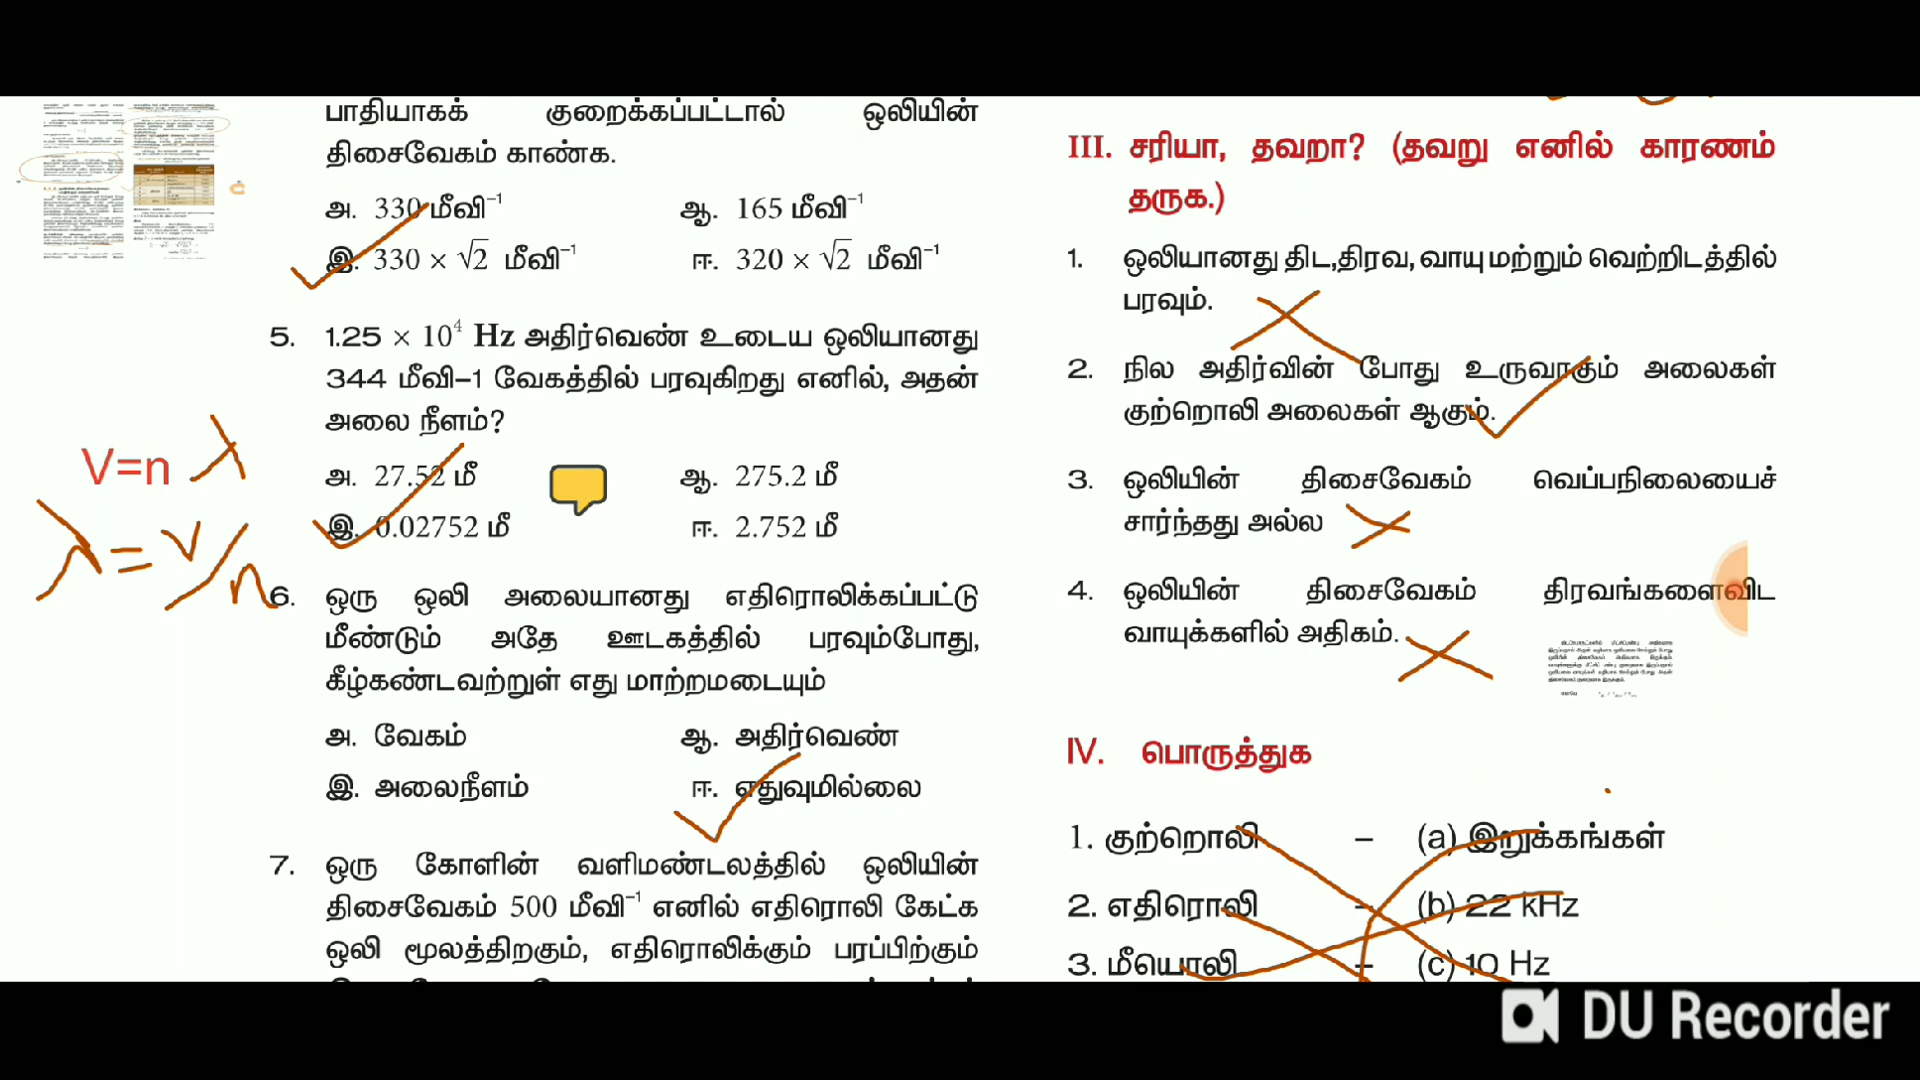 பாதியாகக் குறைக்கப்பட்டால் ஒலியின்
திசைவேகம் காண்க.
அ. 330 மீவி⁻¹ ஆ. 165 மீவி⁻¹
இ. 330 × √2 மீவி⁻¹ ஈ. 320 × √2 மீவி⁻¹
5. 1.25 × 10⁴ Hz அதிர்வெண் உடைய ஒலியானது
344 மீவி–1 வேகத்தில் பரவுகிறது எனில், அதன்
அலை நீளம்?
V=n λ
அ. 27.52 மீ ஆ. 275.2 மீ
இ. 0.02752 மீ ஈ. 2.752 மீ
λ = v/n
6. ஒரு ஒலி அலையானது எதிரொலிக்கப்பட்டு
மீண்டும் அதே ஊடகத்தில் பரவும்போது,
கீழ்கண்டவற்றுள் எது மாற்றமடையும்
அ. வேகம் ஆ. அதிர்வெண்
இ. அலைநீளம் ஈ. எதுவுமில்லை
7. ஒரு கோளின் வளிமண்டலத்தில் ஒலியின்
திசைவேகம் 500 மீவி⁻¹ எனில் எதிரொலி கேட்க
ஒலி மூலத்திற்கும், எதிரொலிக்கும் பரப்பிற்கும்
III. சரியா, தவறா? (தவறு எனில் காரணம்
தருக.)
1. ஒலியானது திட,திரவ, வாயு மற்றும் வெற்றிடத்தில்
பரவும்.
2. நில அதிர்வின் போது உருவாகும் அலைகள்
குற்றொலி அலைகள் ஆகும்.
3. ஒலியின் திசைவேகம் வெப்பநிலையைச்
சார்ந்தது அல்ல
4. ஒலியின் திசைவேகம் திரவங்களைவிட
வாயுக்களில் அதிகம்.
IV. பொருத்துக
1. குற்றொலி – (a) இறுக்கங்கள்
2. எதிரொலி – (b) 22 kHz
3. மீயொலி – (c) 10 Hz
DU Recorder